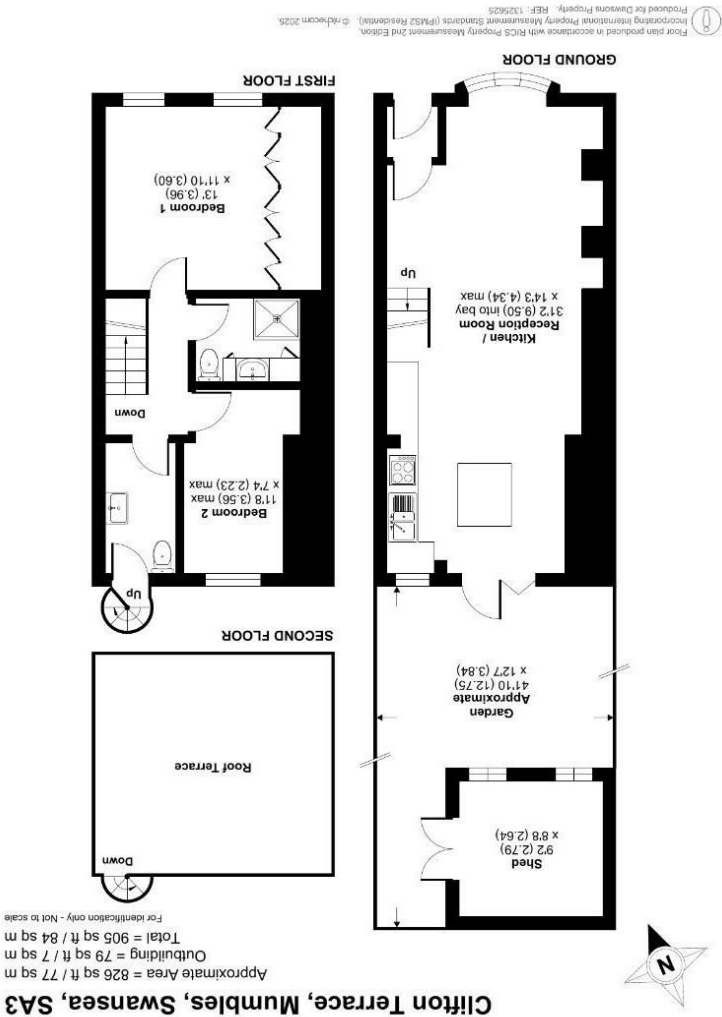 Clifton Terrace, Mumbles, Swansea, SA3
Approximate Area = 826 sq ft / 77 sq m
Outbuilding = 79 sq ft / 7 sq m
Total = 905 sq ft / 84 sq m
For identification only - Not to scale
N
Shed
9'2 (2.79)
x 8'8 (2.64)
Garden
Approximate
41'10 (12.75)
x 12'7 (3.84)
Down
Roof Terrace
SECOND FLOOR
Up
Bedroom 2
11'8 (3.56) max
x 7'4 (2.23) max
Down
Bedroom 1
13' (3.96)
x 11'10 (3.60)
FIRST FLOOR
Kitchen /
Reception Room
31'2 (9.50) into bay
x 14'3 (4.34) max
Up
GROUND FLOOR
Floor plan produced in accordance with RICS Property Measurement 2nd Edition,
Incorporating International Property Measurement Standards (IPMS2 Residential). © nichecom 2025.
Produced for Dawsons Property. REF: 1325625